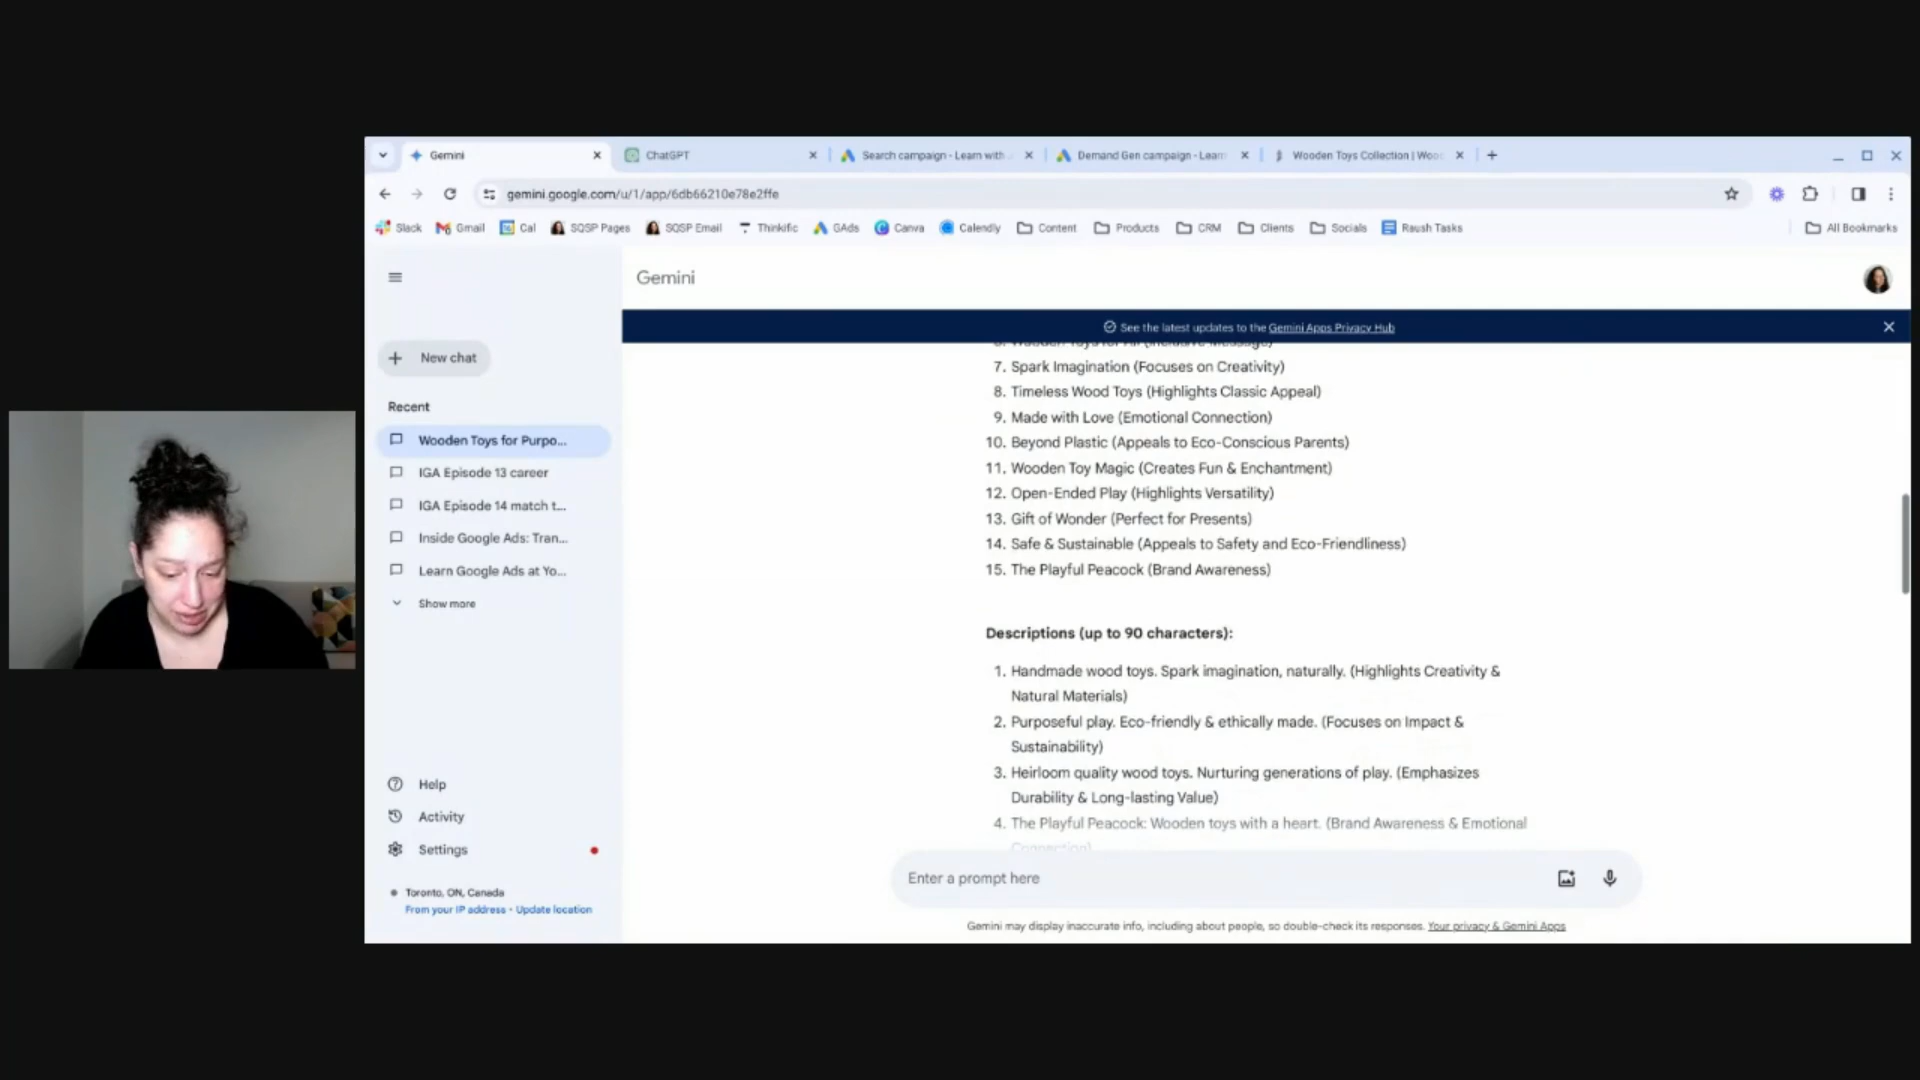 Gemini
ChatGPT
Search campaign - Learn with
Demand Gen campaign - Learn
Wooden Toys Collection | Wood
gemini.google.com/u/1/app/6db66210e78e2ffe
Slack
Gmail
Cal
SQSP Pages
SQSP Email
Thinkific
GAds
Canva
Calendly
Content
Products
CRM
Clients
Socials
Raush Tasks
All Bookmarks
Gemini
See the latest updates to the Gemini Apps Privacy Hub
New chat
Recent
Wooden Toys for Purpo...
IGA Episode 13 career
IGA Episode 14 match t...
Inside Google Ads: Tran...
Learn Google Ads at Yo...
Show more
Help
Activity
Settings
Toronto, ON, Canada
From your IP address • Update location
6. Wooden Toys for All (Inclusive Message)
7. Spark Imagination (Focuses on Creativity)
8. Timeless Wood Toys (Highlights Classic Appeal)
9. Made with Love (Emotional Connection)
10. Beyond Plastic (Appeals to Eco-Conscious Parents)
11. Wooden Toy Magic (Creates Fun & Enchantment)
12. Open-Ended Play (Highlights Versatility)
13. Gift of Wonder (Perfect for Presents)
14. Safe & Sustainable (Appeals to Safety and Eco-Friendliness)
15. The Playful Peacock (Brand Awareness)
Descriptions (up to 90 characters):
1. Handmade wood toys. Spark imagination, naturally. (Highlights Creativity &
Natural Materials)
2. Purposeful play. Eco-friendly & ethically made. (Focuses on Impact &
Sustainability)
3. Heirloom quality wood toys. Nurturing generations of play. (Emphasizes
Durability & Long-lasting Value)
4. The Playful Peacock: Wooden toys with a heart. (Brand Awareness & Emotional
Connection)
Enter a prompt here
Gemini may display inaccurate info, including about people, so double-check its responses. Your privacy & Gemini Apps